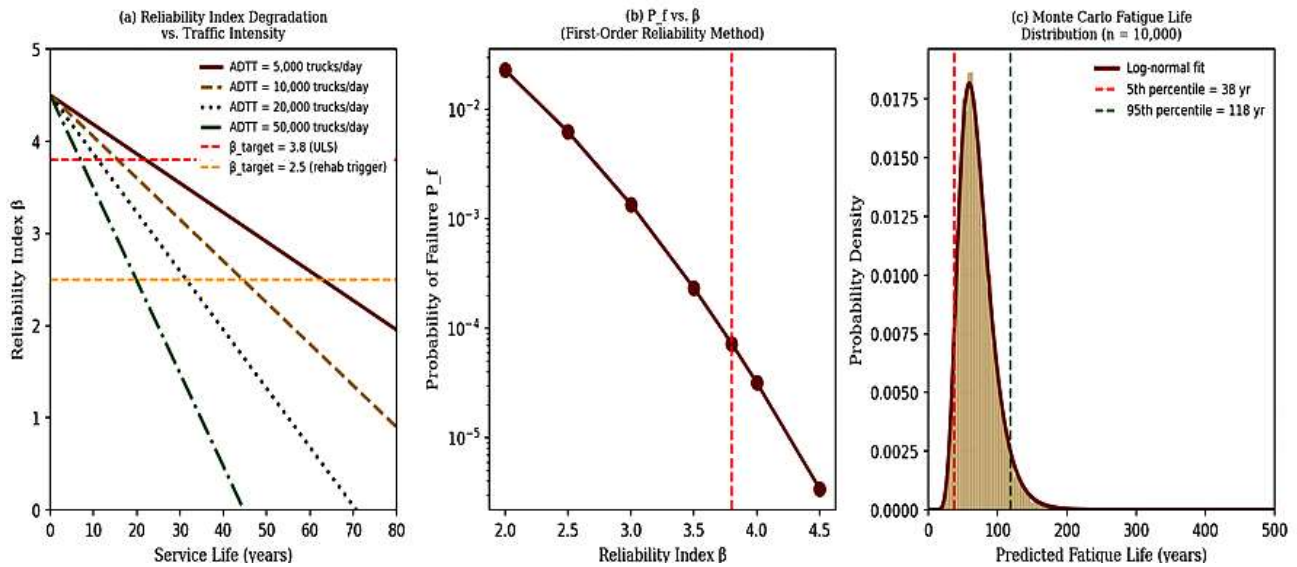 (a) Reliability Index Degradation
vs. Traffic Intensity
5
4
3
2
1
0
Reliability Index β
ADTT = 5,000 trucks/day
ADTT = 10,000 trucks/day
ADTT = 20,000 trucks/day
ADTT = 50,000 trucks/day
β_target = 3.8 (ULS)
β_target = 2.5 (rehab trigger)
0 10 20 30 40 50 60 70 80
Service Life (years)
(b) P_f vs. β
(First-Order Reliability Method)
10⁻²
10⁻³
10⁻⁴
10⁻⁵
Probability of Failure P_f
2.0 2.5 3.0 3.5 4.0 4.5
Reliability Index β
(c) Monte Carlo Fatigue Life
Distribution (n = 10,000)
Log-normal fit
5th percentile = 38 yr
95th percentile = 118 yr
0.0175
0.0150
0.0125
0.0100
0.0075
0.0050
0.0025
0.0000
Probability Density
0 100 200 300 400 500
Predicted Fatigue Life (years)